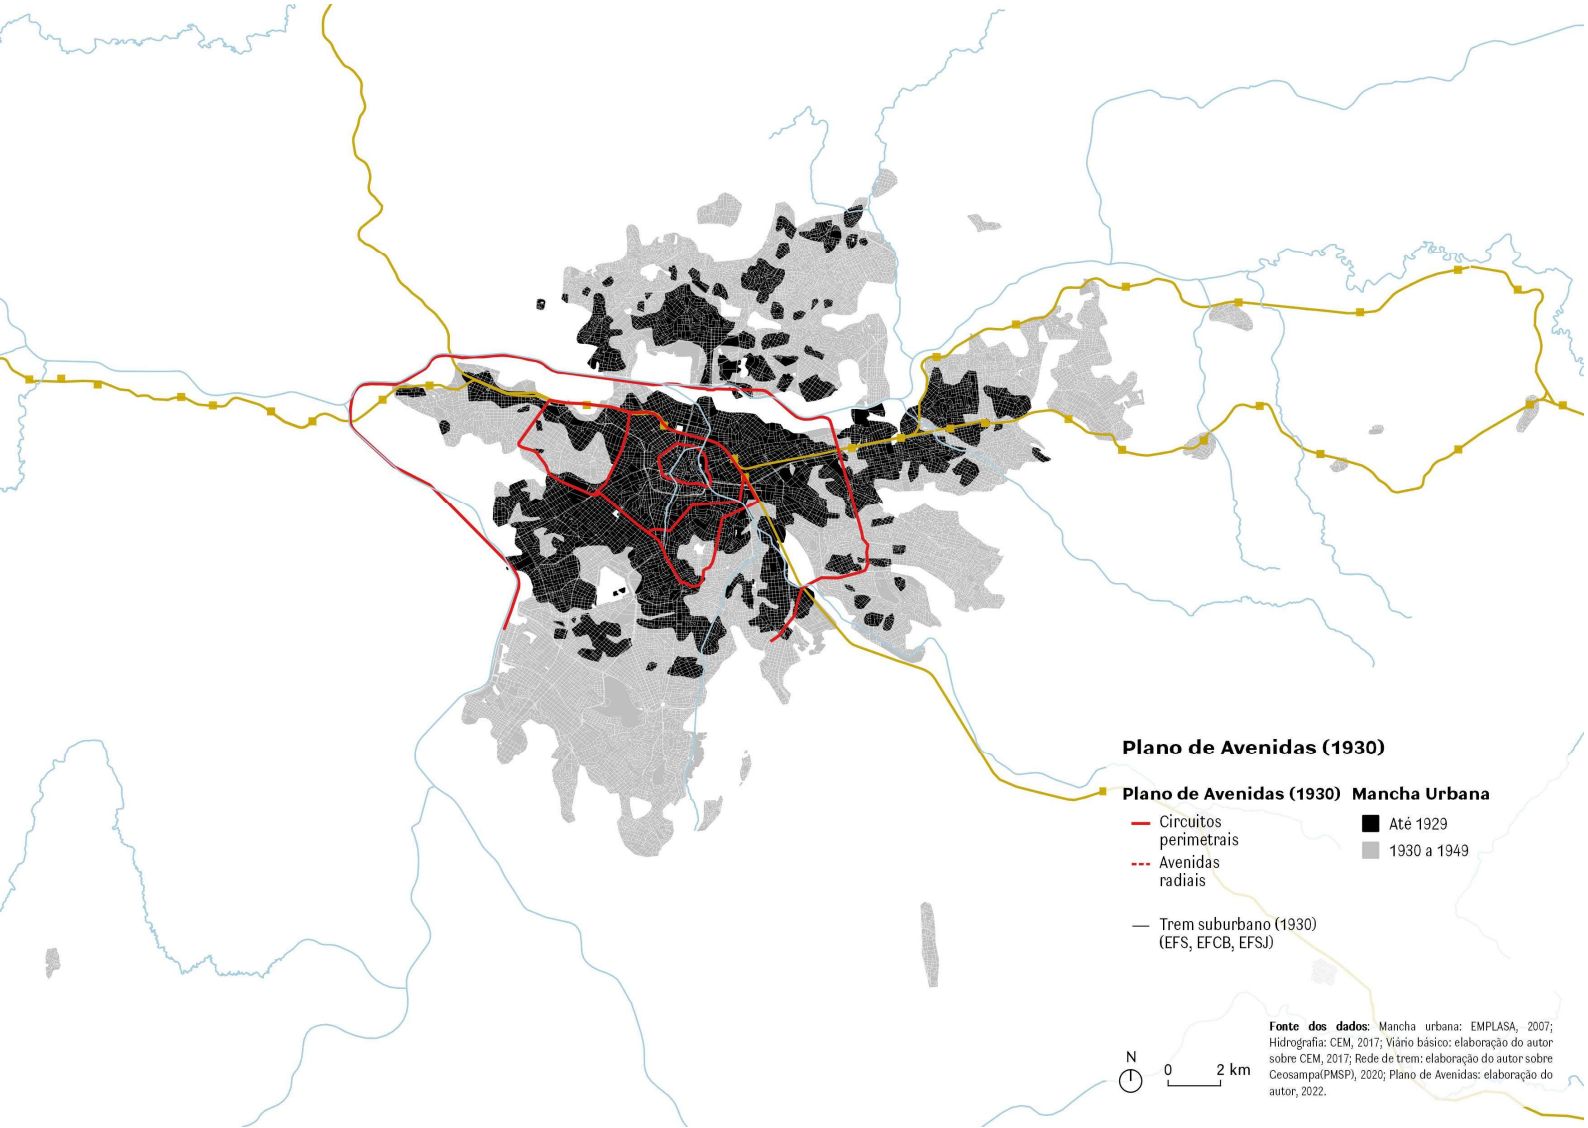 Plano de Avenidas (1930)
Plano de Avenidas (1930)
Circuitos
perimetrais
Avenidas
radiais
Trem suburbano (1930)
(EFS, EFCB, EFSJ)
Mancha Urbana
Até 1929
1930 a 1949
N
0 2 km
Fonte dos dados: Mancha urbana: EMPLASA, 2007;
Hidrografia: CEM, 2017; Viário básico: elaboração do autor
sobre CEM, 2017; Rede de trem: elaboração do autor sobre
Geosampa(PMSP), 2020; Plano de Avenidas: elaboração do
autor, 2022.